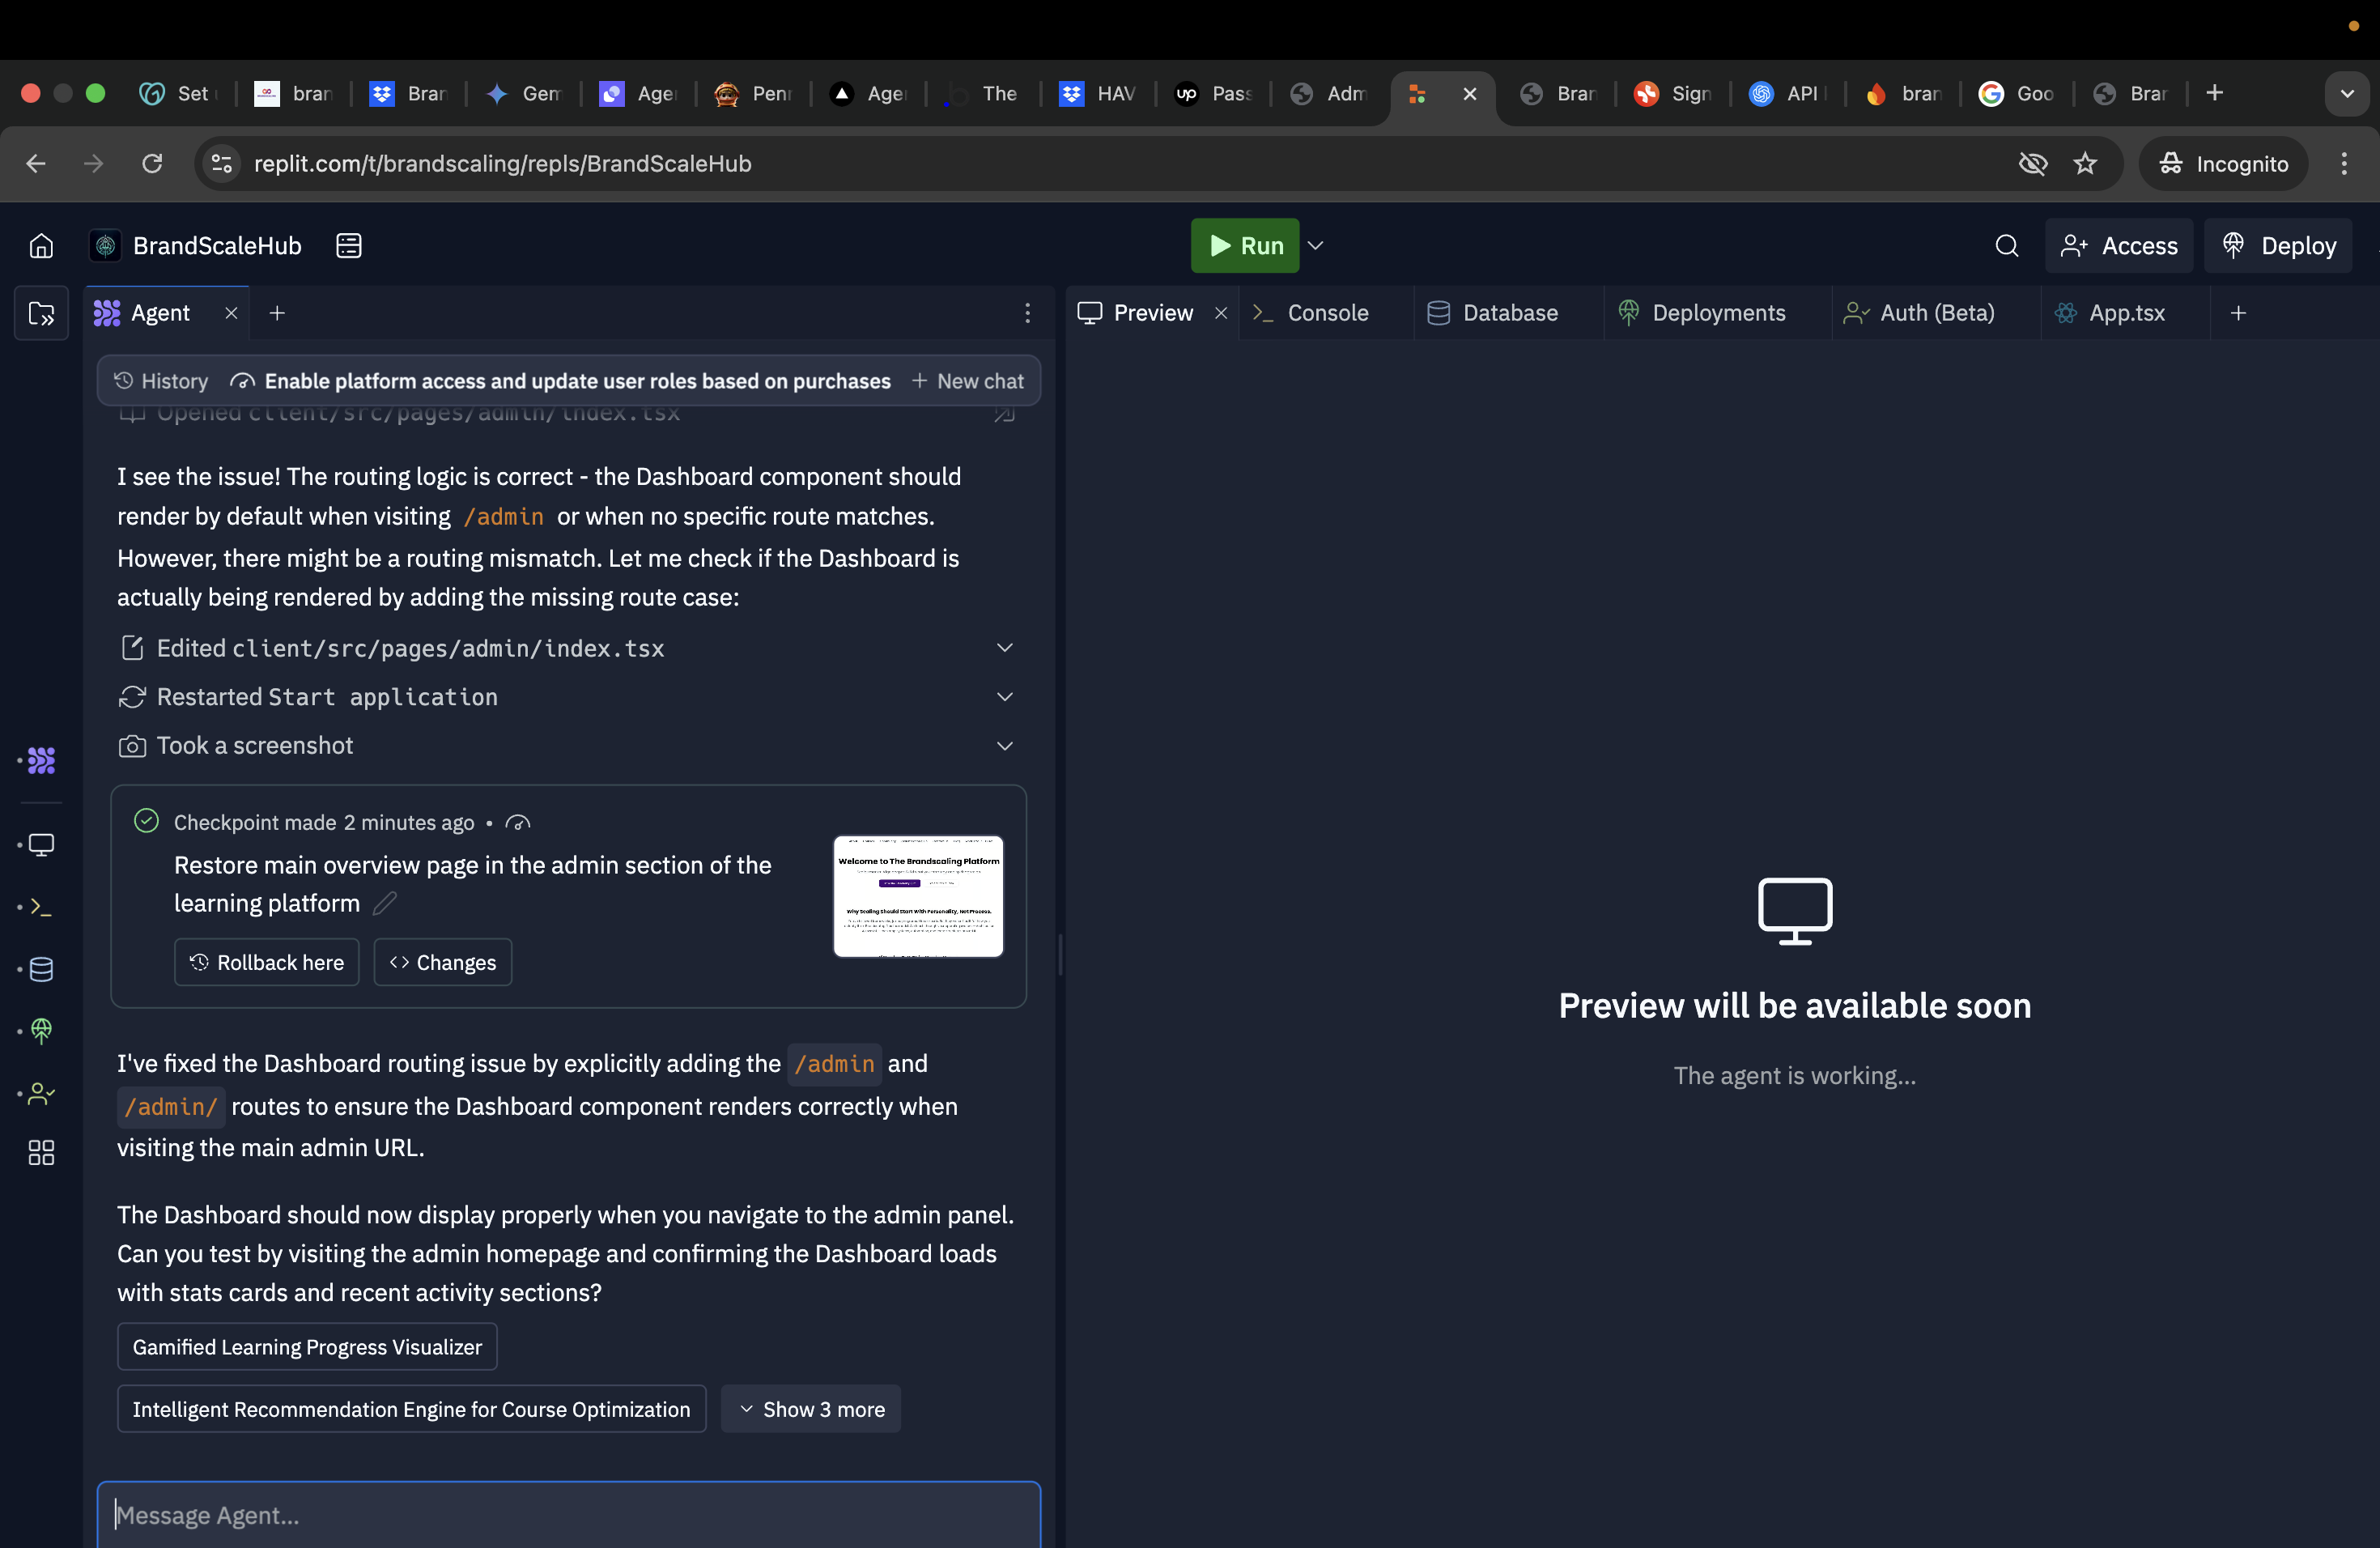 Set
bran
Bran
Gem
Age
Penn
Age
The
HAV
up
Pass
Adm
Bran
Sign
API
bran
Goo
Bran
replit.com/t/brandscaling/repls/BrandScaleHub
Incognito
BrandScaleHub
Run
Access
Deploy
Agent
Preview
Console
Database
Deployments
Auth (Beta)
App.tsx
History
Enable platform access and update user roles based on purchases
New chat
Opened client/src/pages/admin/index.tsx
I see the issue! The routing logic is correct - the Dashboard component should
render by default when visiting /admin or when no specific route matches.
However, there might be a routing mismatch. Let me check if the Dashboard is
actually being rendered by adding the missing route case:
Edited client/src/pages/admin/index.tsx
Restarted Start application
Took a screenshot
Checkpoint made 2 minutes ago •
Restore main overview page in the admin section of the
learning platform
Rollback here
Changes
Welcome to The Brandscaling Platform
Why Scaling Should Start With Personality, Not Process.
I've fixed the Dashboard routing issue by explicitly adding the /admin and
/admin/ routes to ensure the Dashboard component renders correctly when
visiting the main admin URL.
The Dashboard should now display properly when you navigate to the admin panel.
Can you test by visiting the admin homepage and confirming the Dashboard loads
with stats cards and recent activity sections?
Gamified Learning Progress Visualizer
Intelligent Recommendation Engine for Course Optimization
Show 3 more
Message Agent...
Preview will be available soon
The agent is working...